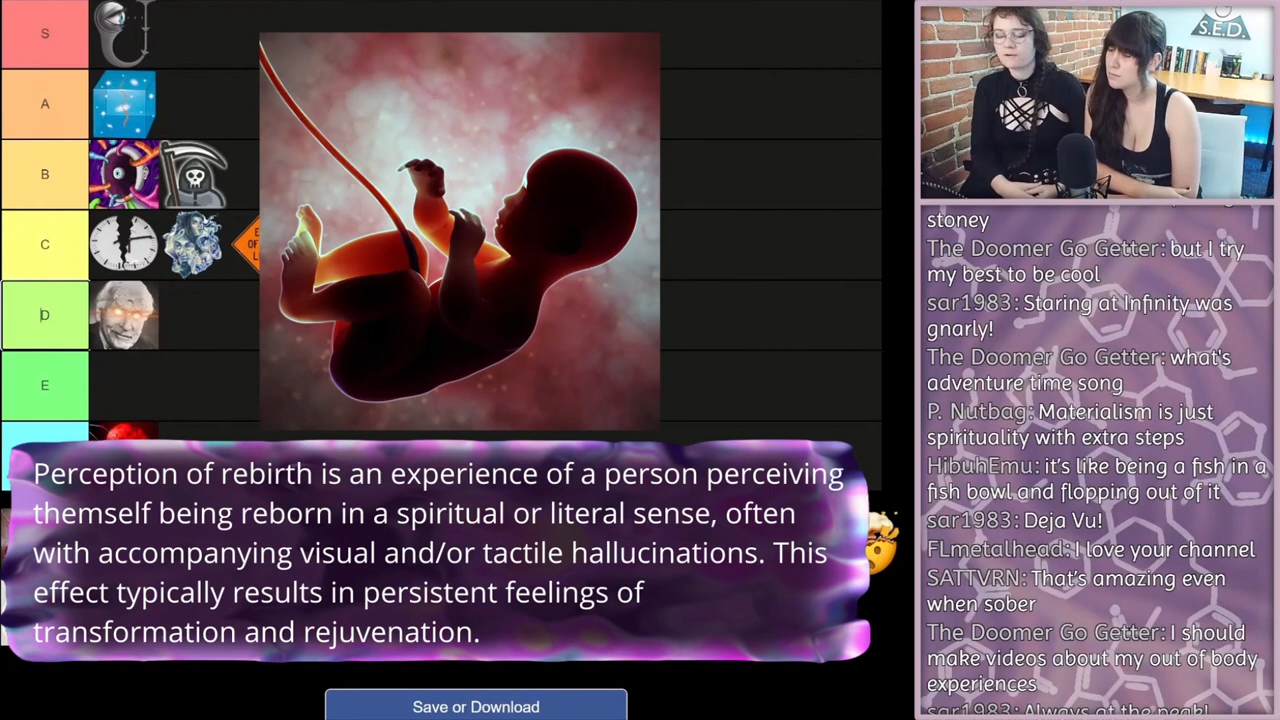 S
A
B
C
D
E
Perception of rebirth is an experience of a person perceiving
themself being reborn in a spiritual or literal sense, often
with accompanying visual and/or tactile hallucinations. This
effect typically results in persistent feelings of
transformation and rejuvenation.
Save or Download
S.E.D.
stoney
The Doomer Go Getter: but I try
my best to be cool
sar1983: Staring at Infinity was
gnarly!
The Doomer Go Getter: what's
adventure time song
P. Nutbag: Materialism is just
spirituality with extra steps
HibuhEmu: it's like being a fish in a
fish bowl and flopping out of it
sar1983: Deja Vu!
FLmetalhead: I love your channel
SATTVRN: That's amazing even
when sober
The Doomer Go Getter: I should
make videos about my out of body
experiences
sar1983: Always at the peak!